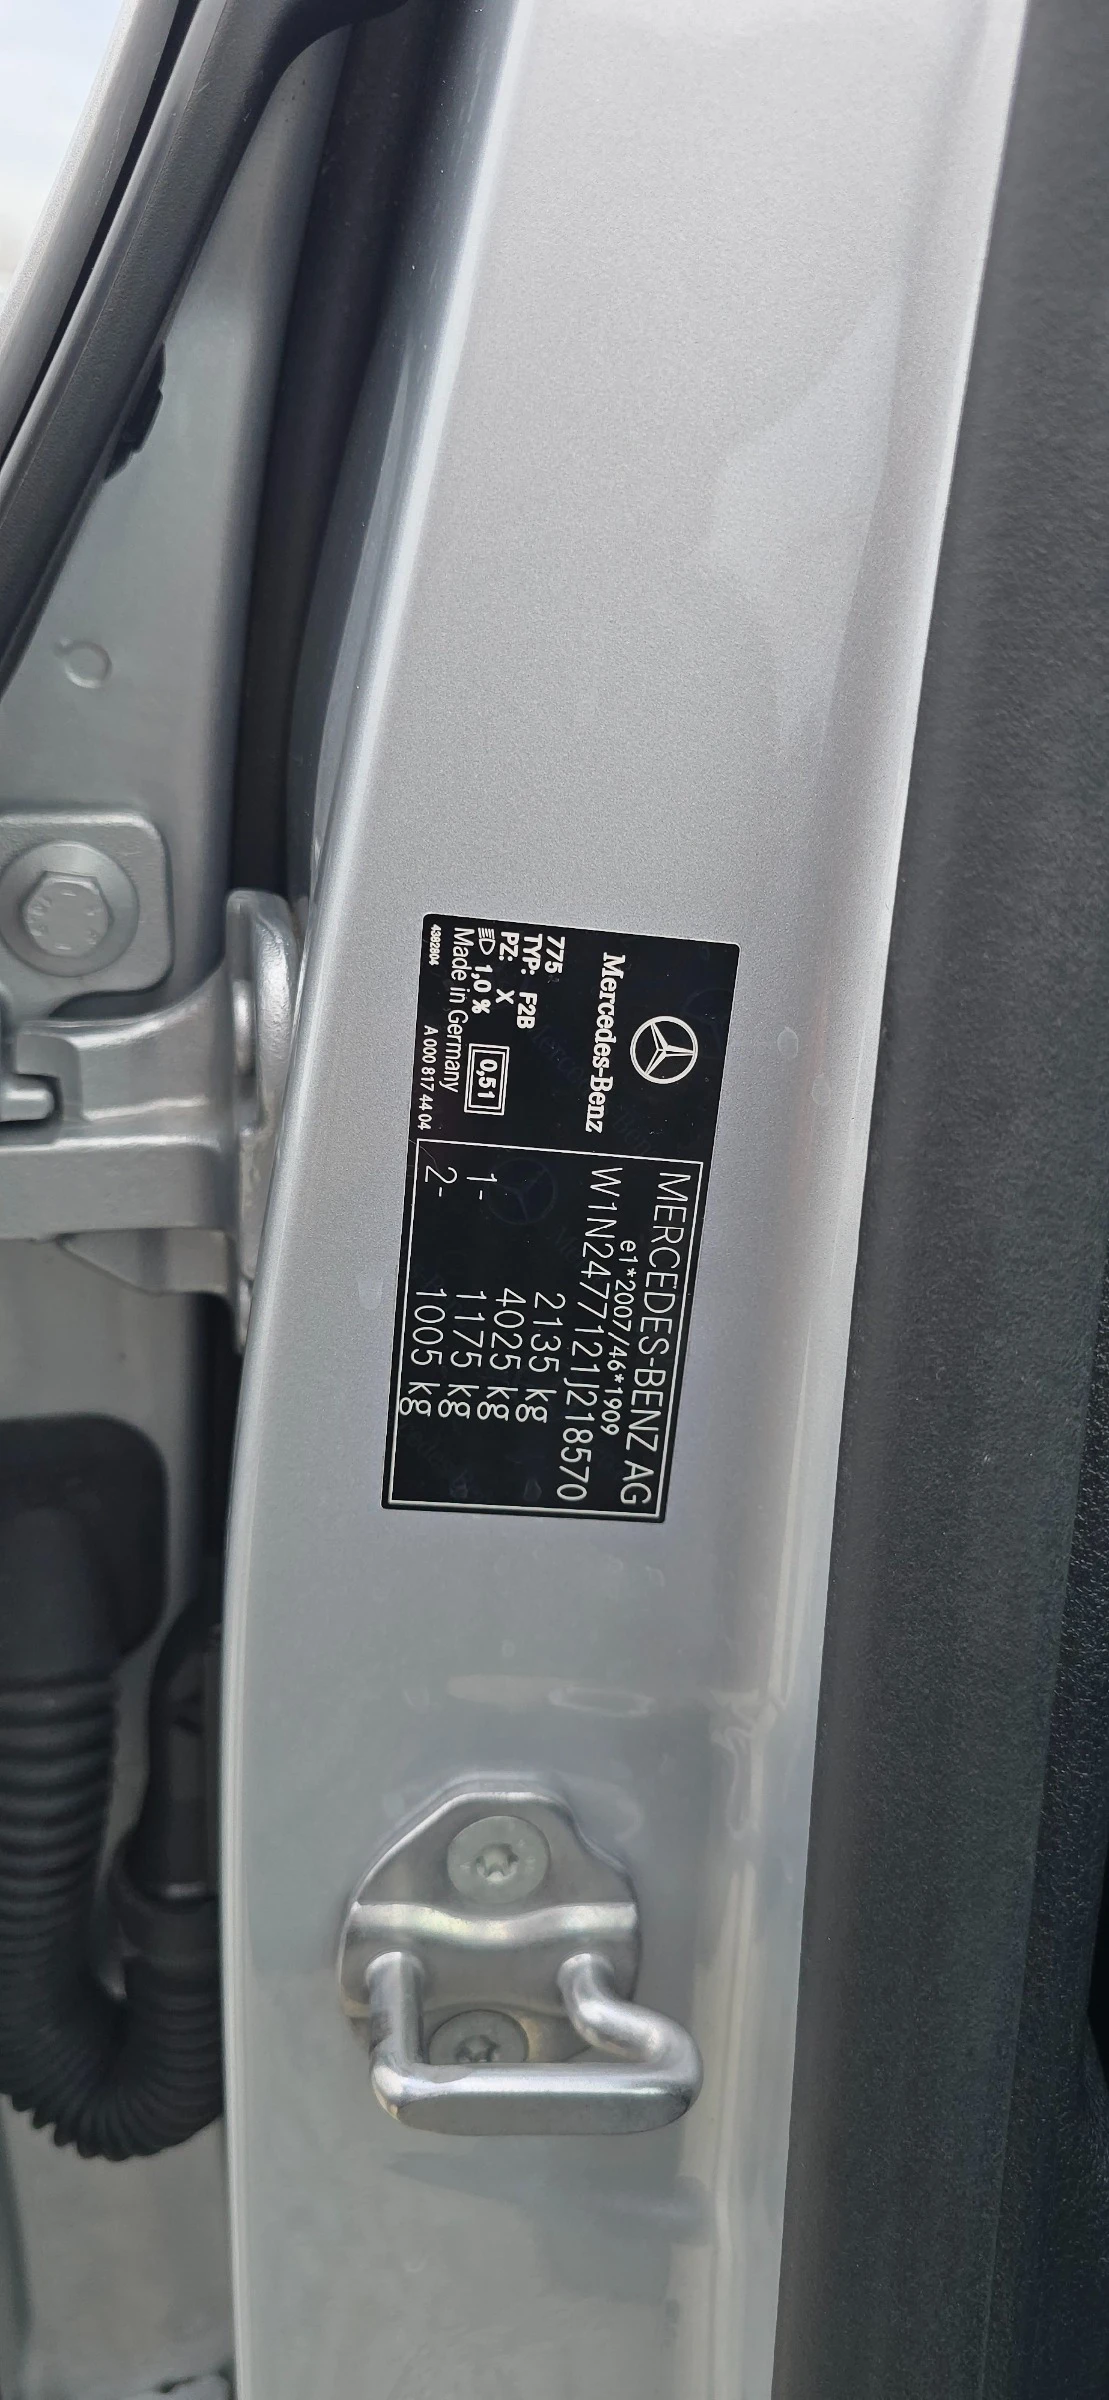 Mercedes-Benz
775
TYP: F2B
PZ: X
1,0 % 0,51
Made in Germany
4382804 A 000 817 44 04
MERCEDES-BENZ AG
e1*2007/46*1909
W1N2477121J218570
2135 kg
4025 kg
1- 1175 kg
2- 1005 kg